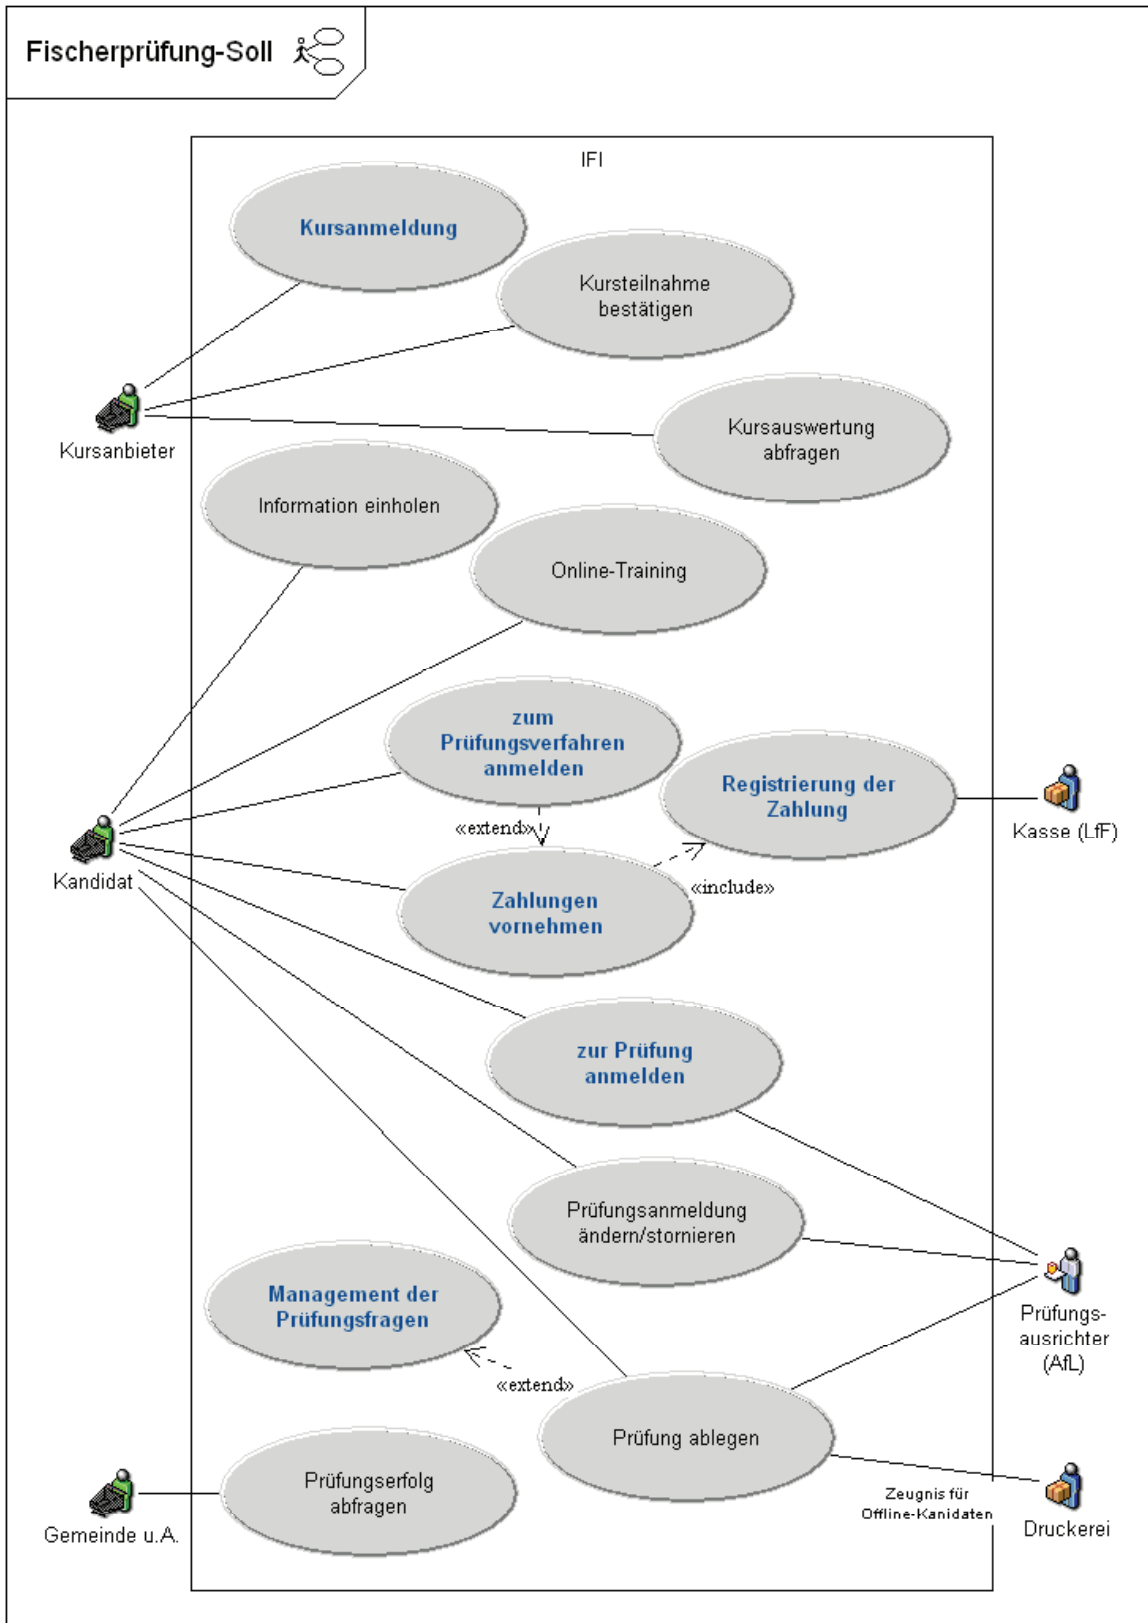 Fischerprüfung-Soll
IFI
Kursanmeldung
Kursteilnahme
bestätigen
Kursauswertung
abfragen
Kursanbieter
Information einholen
Online-Training
zum
Prüfungsverfahren
anmelden
Registrierung der
Zahlung
Kasse (LfF)
«extend»
Kandidat
«include»
Zahlungen
vornehmen
zur Prüfung
anmelden
Prüfungsanmeldung
ändern/stornieren
Management der
Prüfungsfragen
Prüfungs-
ausrichter
(AfL)
«extend»
Prüfung ablegen
Prüfungserfolg
abfragen
Gemeinde u.A.
Zeugnis für
Offline-Kanidaten
Druckerei